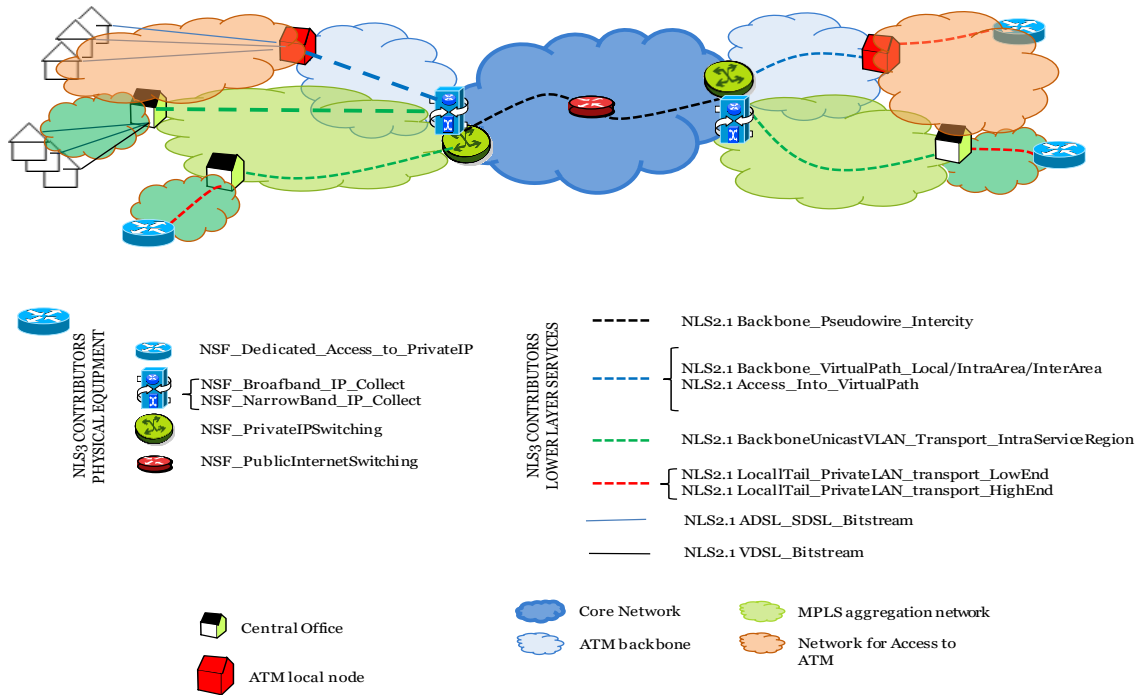 NLS3 CONTRIBUTORS
PHYSICAL EQUIPMENT
NSF_Dedicated_Access_to_PrivateIP
NSF_Broafband_IP_Collect
NSF_NarrowBand_IP_Collect
NSF_PrivateIPSwitching
NSF_PublicInternetSwitching
NLS3 CONTRIBUTORS
LOWER LAYER SERVICES
NLS2.1 Backbone_Pseudowire_Intercity
NLS2.1 Backbone_VirtualPath_Local/IntraArea/InterArea
NLS2.1 Access_Into_VirtualPath
NLS2.1 BackboneUnicastVLAN_Transport_IntraServiceRegion
NLS2.1 LocallTail_PrivateLAN_transport_LowEnd
NLS2.1 LocallTail_PrivateLAN_transport_HighEnd
NLS2.1 ADSL_SDSL_Bitstream
NLS2.1 VDSL_Bitstream
Central Office
ATM local node
Core Network
ATM backbone
MPLS aggregation network
Network for Access to
ATM